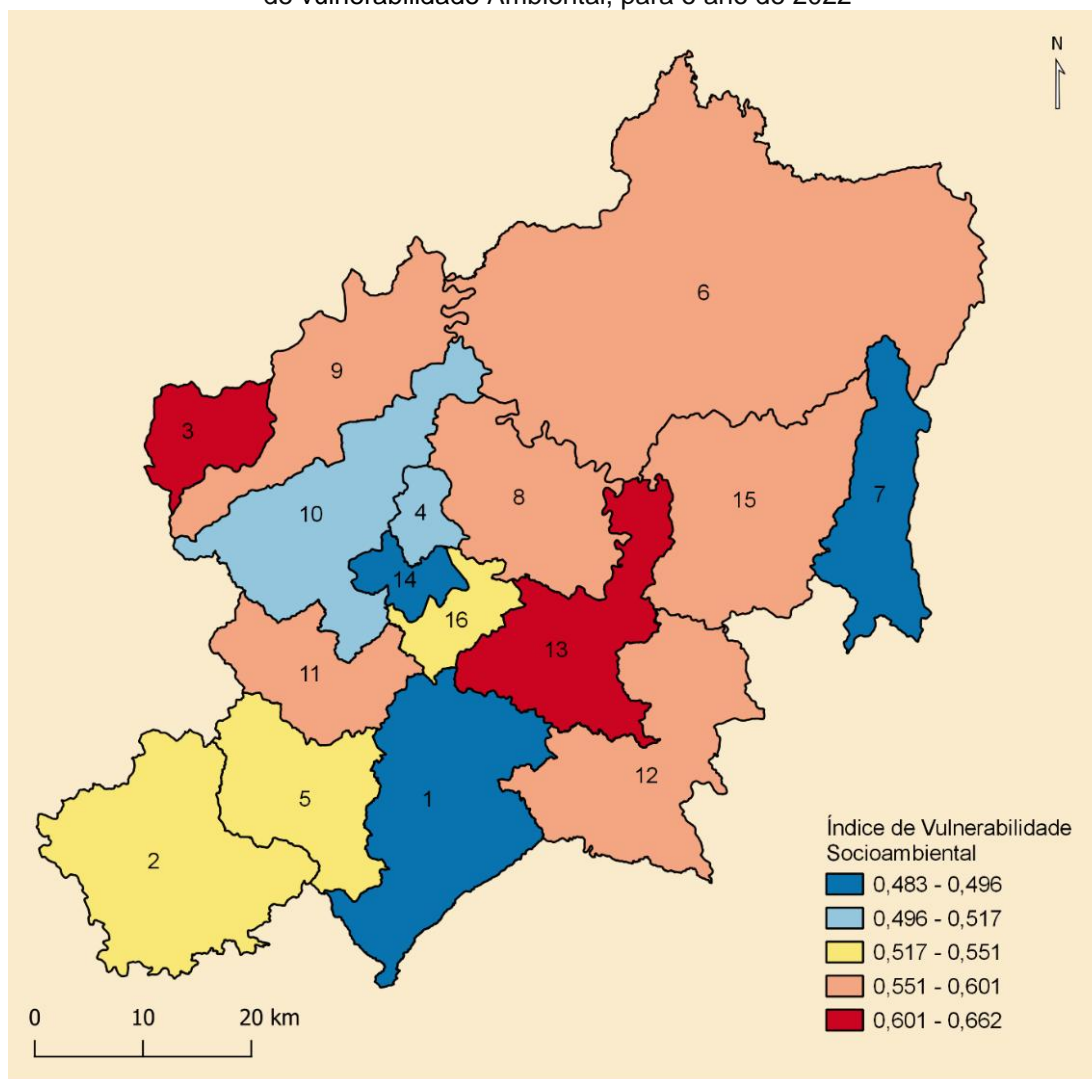 de vulnerabilidade Ambiental, para o ano de 2022
N
6
9
3
7
8
15
10
4
14
16
13
11
12
5
1
2
Índice de Vulnerabilidade
Socioambiental
0,483 - 0,496
0,496 - 0,517
0,517 - 0,551
0,551 - 0,601
0,601 - 0,662
0 10 20 km